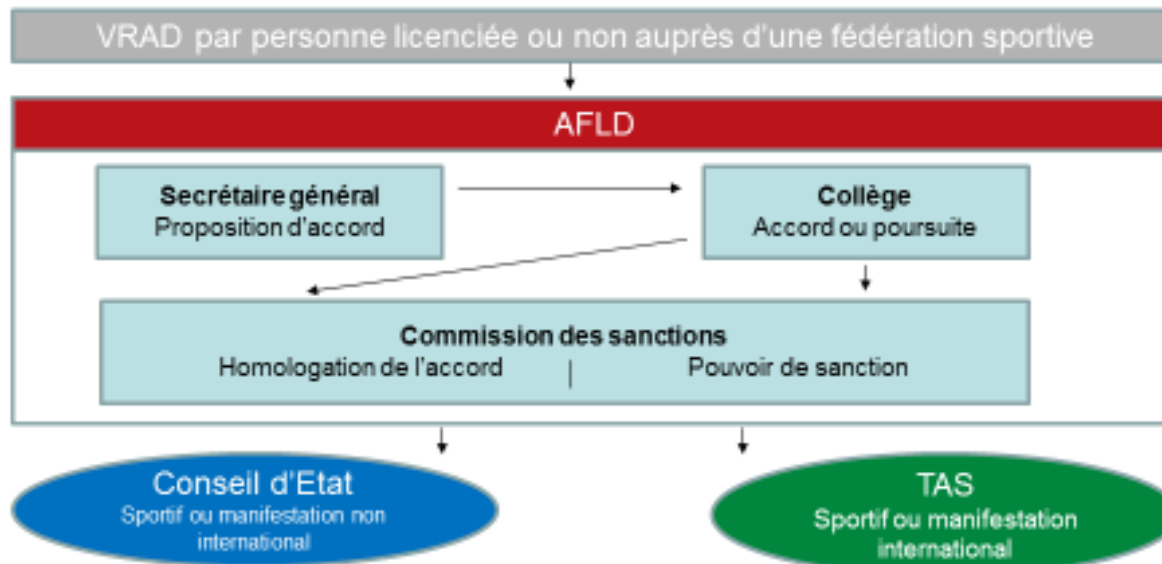 VRAD par personne licenciée ou non auprès d'une fédération sportive
AFLD
Secrétaire général
Proposition d'accord
Collège
Accord ou poursuite
Commission des sanctions
Homologation de l'accord | Pouvoir de sanction
Conseil d'Etat
Sportif ou manifestation non
international
TAS
Sportif ou manifestation
international